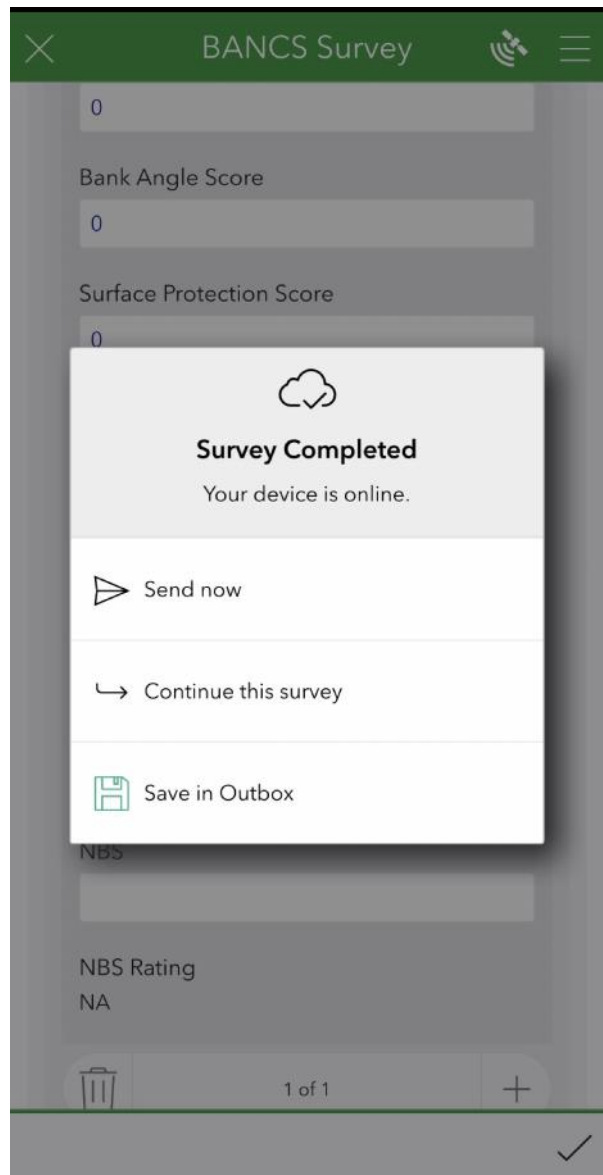 BANCS Survey
0
Bank Angle Score
0
Surface Protection Score
0
Survey Completed
Your device is online.
Send now
Continue this survey
Save in Outbox
NBS
NBS Rating
NA
1 of 1